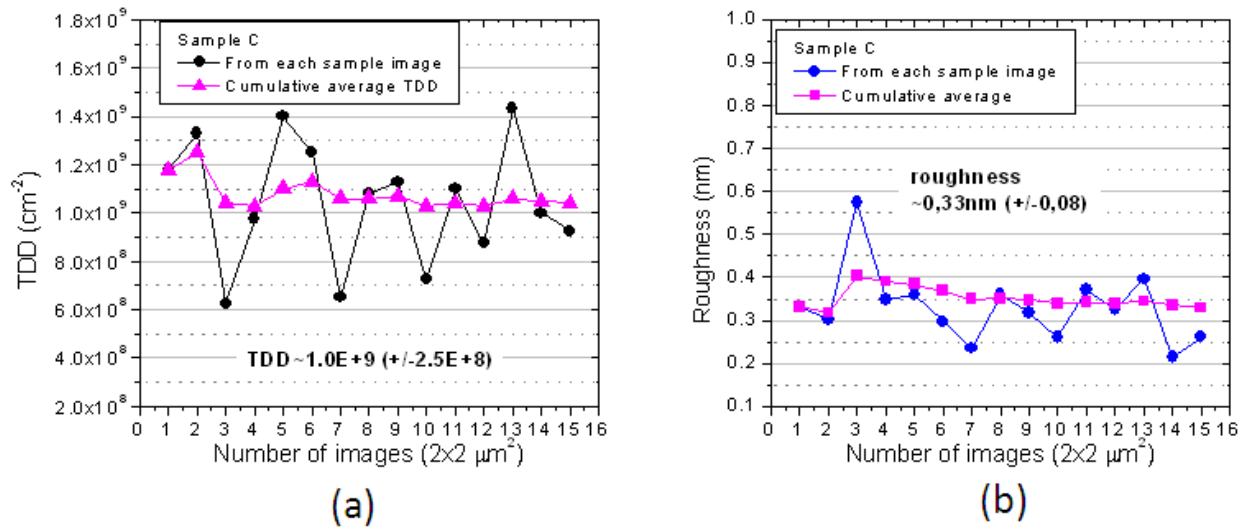 1.8x10⁹
1.6x10⁹
1.4x10⁹
1.2x10⁹
1.0x10⁹
8.0x10⁸
6.0x10⁸
4.0x10⁸
2.0x10⁸
TDD (cm⁻²)
Sample C
From each sample image
Cumulative average TDD
TDD~1.0E+9 (+/-2.5E+8)
0 1 2 3 4 5 6 7 8 9 10 11 12 13 14 15 16
Number of images (2x2 μm²)
(a)
1.0
0.9
0.8
0.7
0.6
0.5
0.4
0.3
0.2
0.1
Roughness (nm)
Sample C
From each sample image
Cumulative average
roughness
~0,33nm (+/-0,08)
0 1 2 3 4 5 6 7 8 9 10 11 12 13 14 15 16
Number of images (2x2 μm²)
(b)